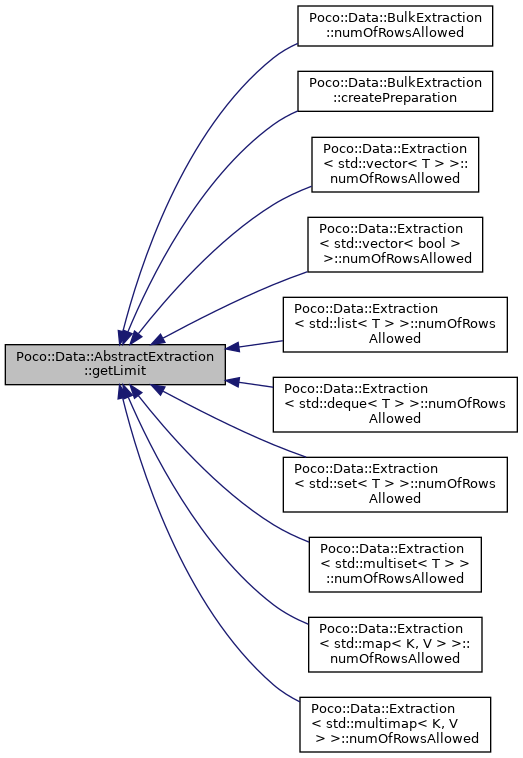 Poco::Data::BulkExtraction
::numOfRowsAllowed
Poco::Data::BulkExtraction
::createPreparation
Poco::Data::Extraction
< std::vector< T > >::
numOfRowsAllowed
Poco::Data::Extraction
< std::vector< bool >
>::numOfRowsAllowed
Poco::Data::Extraction
< std::list< T > >::numOfRows
Allowed
Poco::Data::AbstractExtraction
::getLimit
Poco::Data::Extraction
< std::deque< T > >::numOfRows
Allowed
Poco::Data::Extraction
< std::set< T > >::numOfRows
Allowed
Poco::Data::Extraction
< std::multiset< T > >
::numOfRowsAllowed
Poco::Data::Extraction
< std::map< K, V > >::
numOfRowsAllowed
Poco::Data::Extraction
< std::multimap< K, V
> >::numOfRowsAllowed